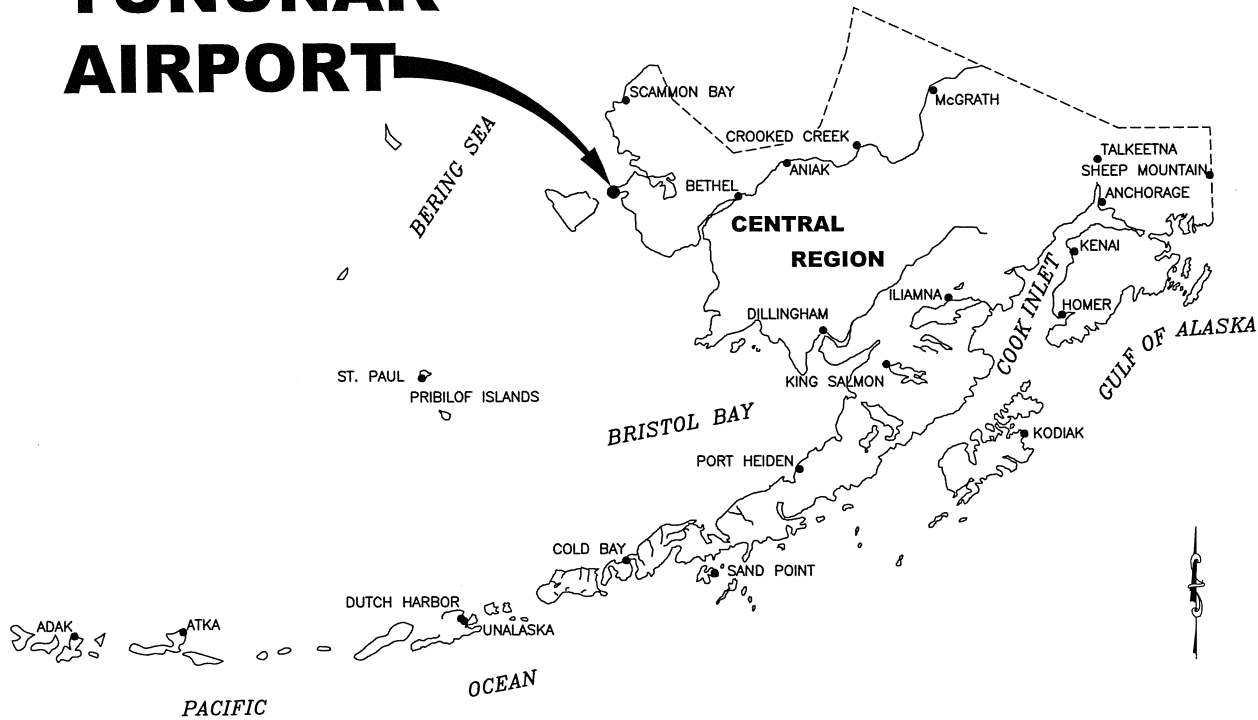 AIRPORT
SCAMMON BAY
McGRATH
BERING SEA
CROOKED CREEK
TALKEETNA
ANIAK
SHEEP MOUNTAIN
BETHEL
ANCHORAGE
CENTRAL
REGION
KENAI
ILIAMNA
HOMER
COOK INLET
DILLINGHAM
GULF OF ALASKA
ST. PAUL
KING SALMON
PRIBILOF ISLANDS
BRISTOL BAY
KODIAK
PORT HEIDEN
COLD BAY
SAND POINT
DUTCH HARBOR
ADAK
ATKA
UNALASKA
OCEAN
PACIFIC